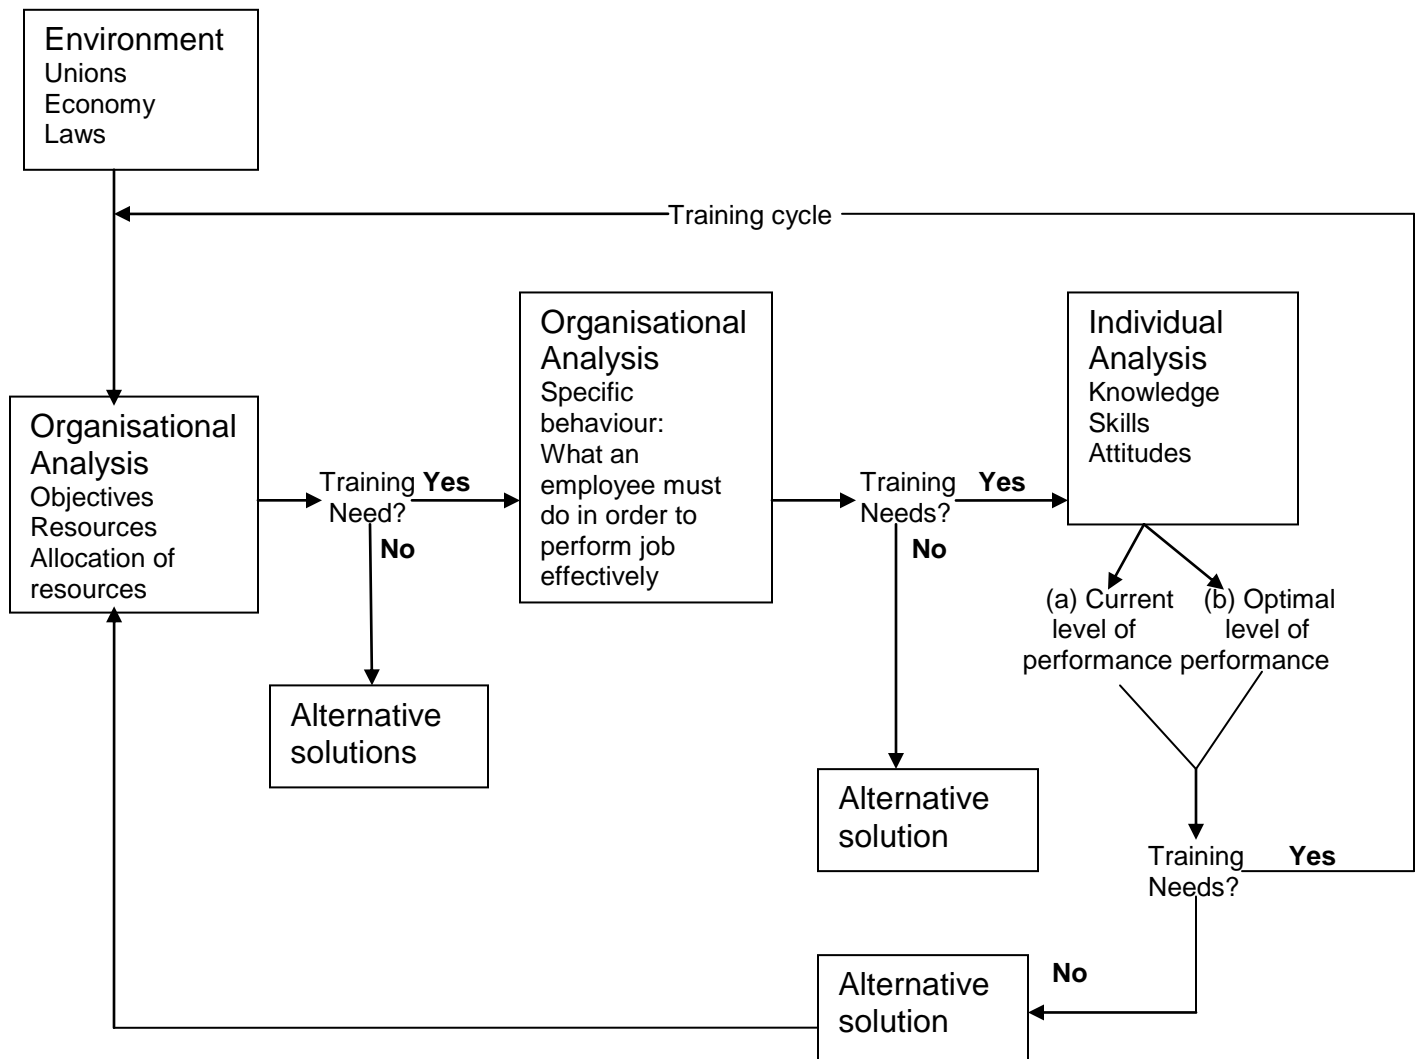 Environment
Unions
Economy
Laws
Training cycle
Organisational
Analysis
Objectives
Resources
Allocation of
resources
Training Yes
Need?
No
Alternative
solutions
Organisational
Analysis
Specific
behaviour:
What an
employee must
do in order to
perform job
effectively
Training Yes
Needs?
No
Alternative
solution
Individual
Analysis
Knowledge
Skills
Attitudes
(a) Current
level of
performance
(b) Optimal
level of
performance
Training Yes
Needs?
No
Alternative
solution